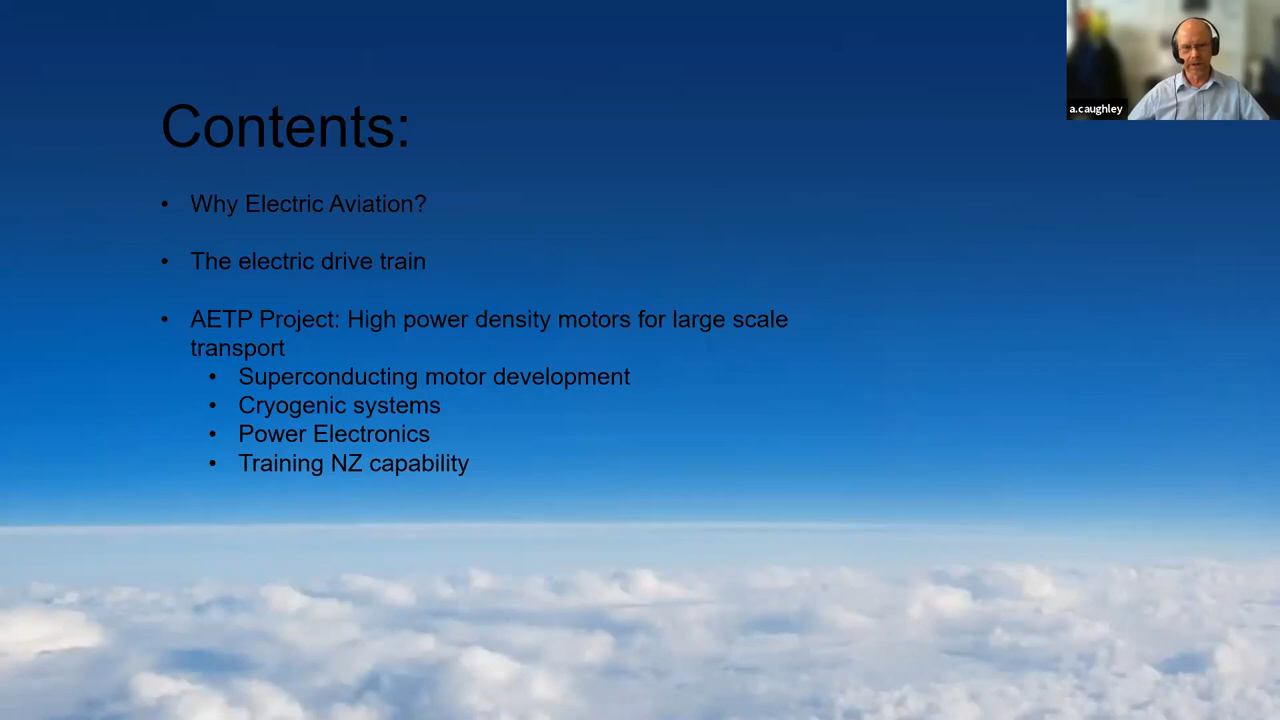 a.caughley
Contents:
• Why Electric Aviation?
• The electric drive train
• AETP Project: High power density motors for large scale
transport
• Superconducting motor development
• Cryogenic systems
• Power Electronics
• Training NZ capability